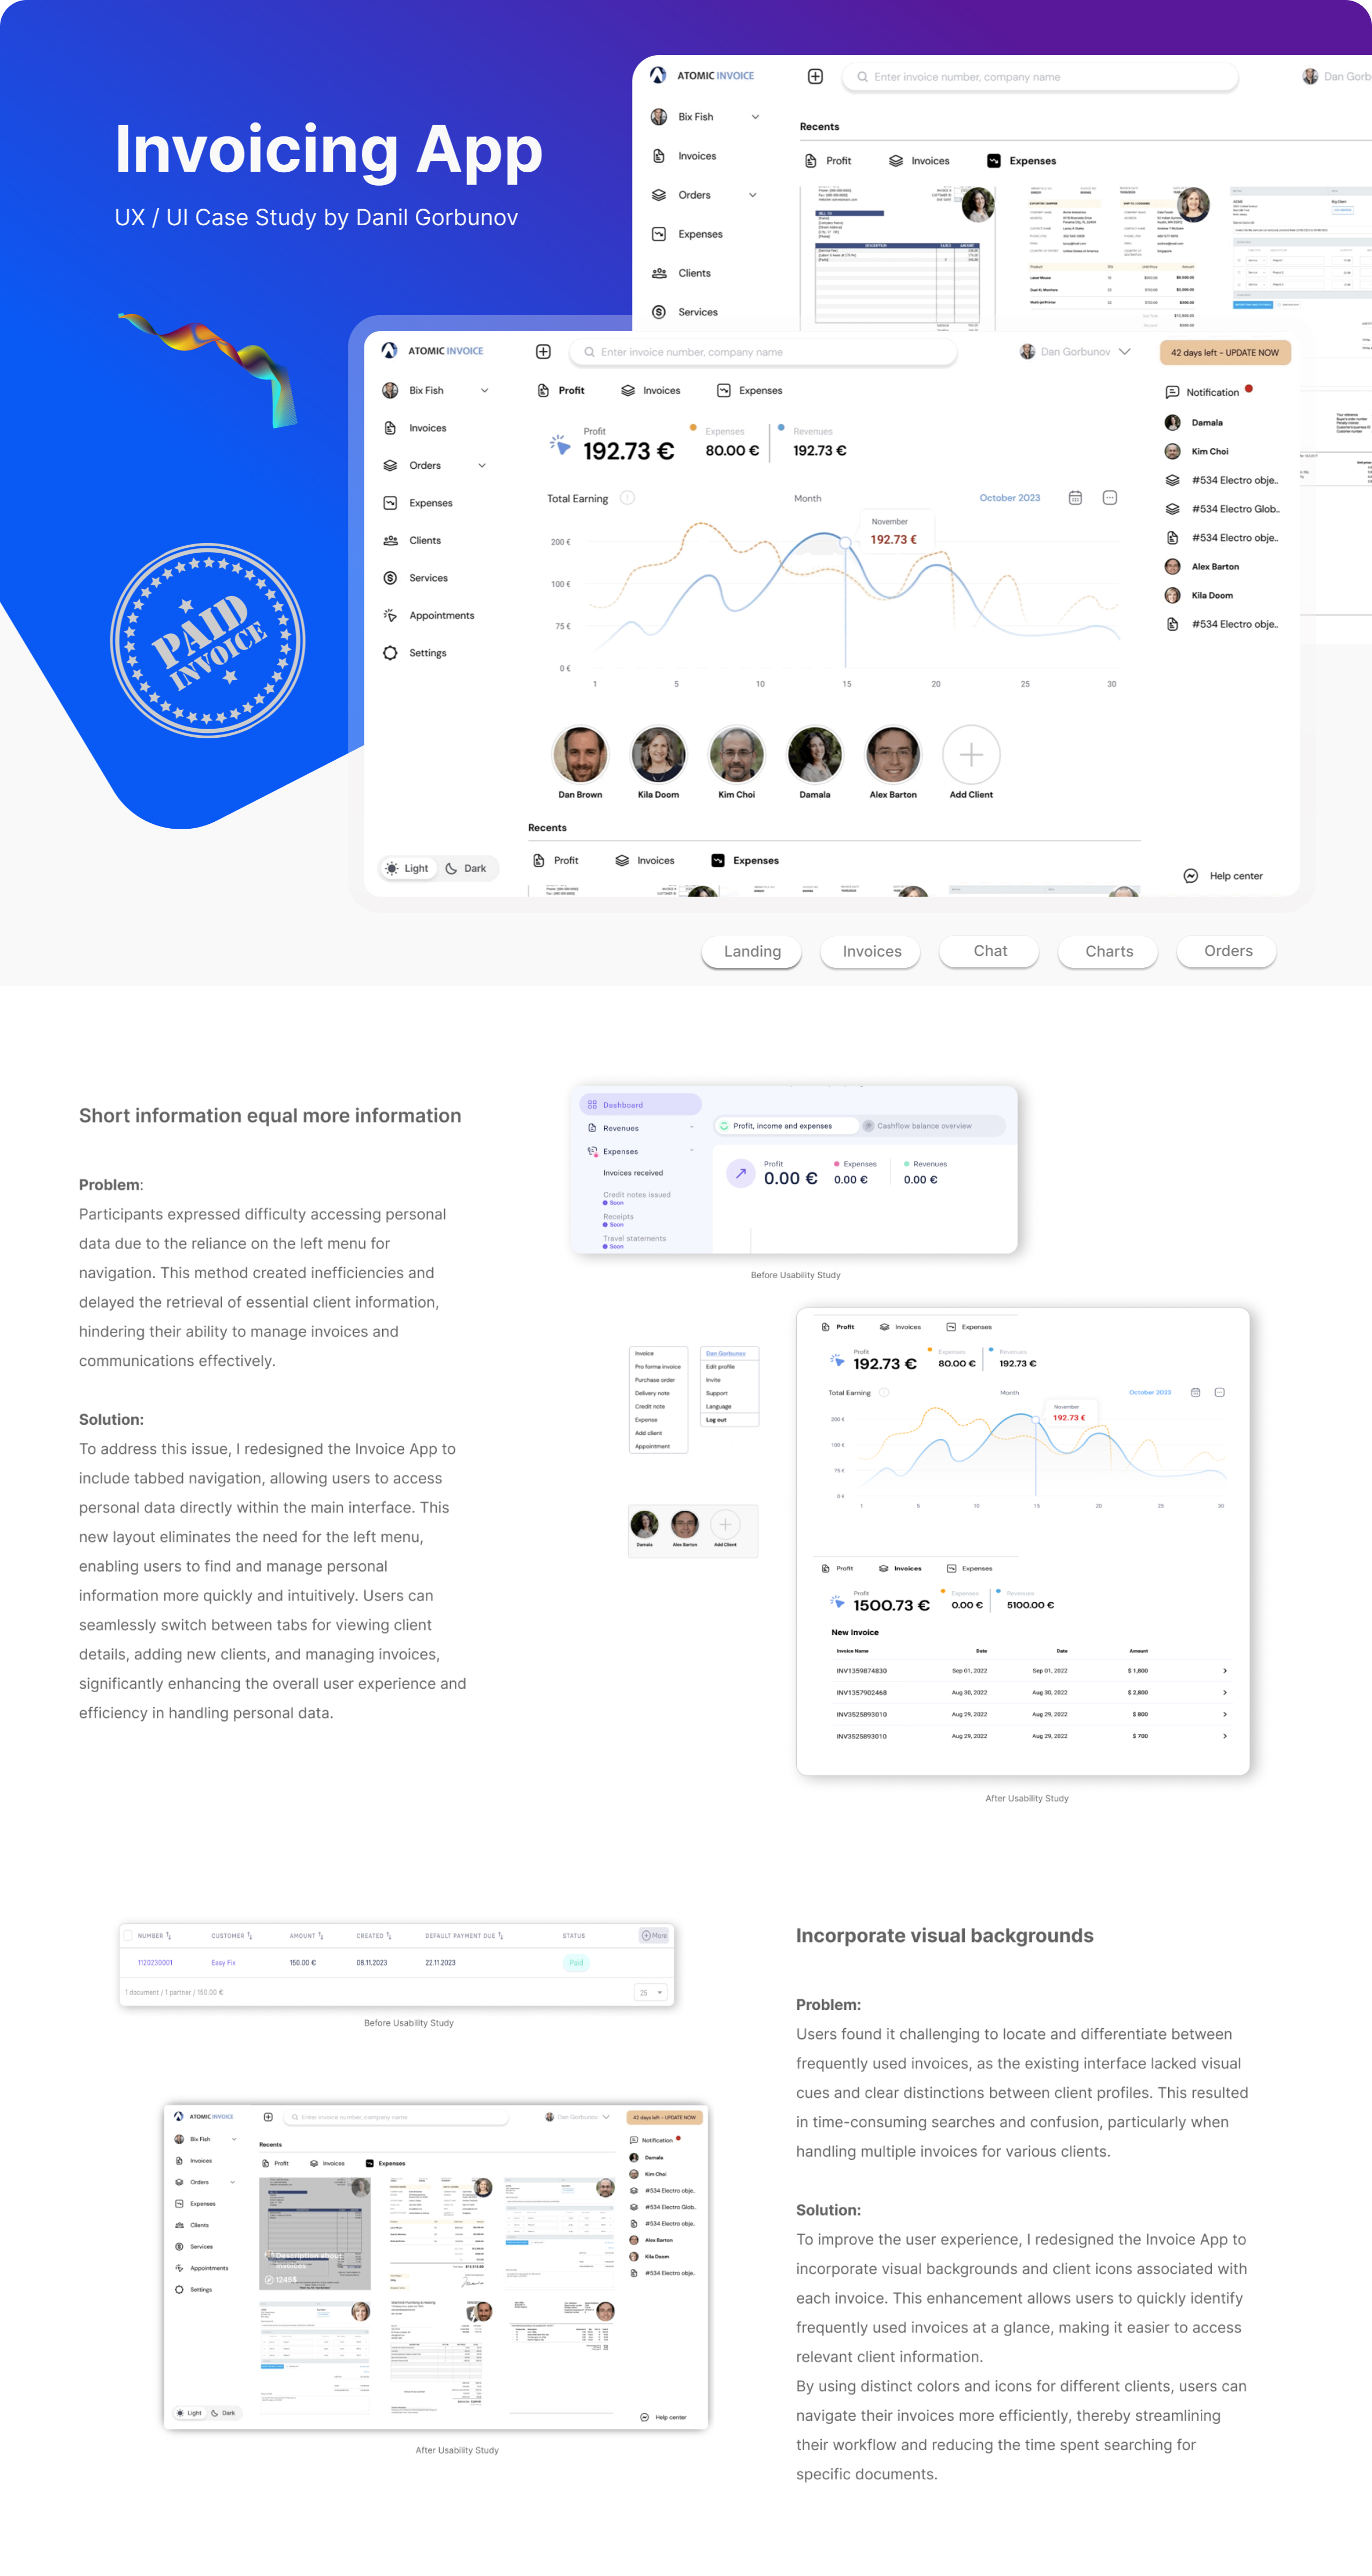 Invoicing App
UX / UI Case Study by Danil Gorbunov
PAID
INVOICE
ATOMIC INVOICE
Enter invoice number, company name
Dan Gorb
Bix Fish
Invoices
Orders
Expenses
Clients
Services
Recents
Profit
Invoices
Expenses
BILL TO
DESCRIPTION
TAXED
AMOUNT
Product
Laser Mouse
Dual XL Monitors
Multi-jet Printer
ATOMIC INVOICE
Enter invoice number, company name
Dan Gorbunov
42 days left - UPDATE NOW
Bix Fish
Invoices
Orders
Expenses
Clients
Services
Appointments
Settings
Light
Dark
Profit
Invoices
Expenses
Profit
192.73 €
Expenses
80.00 €
Revenues
192.73 €
Total Earning
Month
October 2023
November
192.73 €
200 €
100 €
75 €
0 €
1
5
10
15
20
25
30
Dan Brown
Kila Doom
Kim Choi
Damala
Alex Barton
Add Client
Recents
Profit
Invoices
Expenses
Notification
Damala
Kim Choi
#534 Electro obje..
#534 Electro Glob..
#534 Electro obje..
Alex Barton
Kila Doom
#534 Electro obje..
Help center
Landing
Invoices
Chat
Charts
Orders
Short information equal more information
Problem:
Participants expressed difficulty accessing personal
data due to the reliance on the left menu for
navigation. This method created inefficiencies and
delayed the retrieval of essential client information,
hindering their ability to manage invoices and
communications effectively.
Solution:
To address this issue, I redesigned the Invoice App to
include tabbed navigation, allowing users to access
personal data directly within the main interface. This
new layout eliminates the need for the left menu,
enabling users to find and manage personal
information more quickly and intuitively. Users can
seamlessly switch between tabs for viewing client
details, adding new clients, and managing invoices,
significantly enhancing the overall user experience and
efficiency in handling personal data.
Dashboard
Revenues
Expenses
Invoices received
Credit notes issued
Soon
Receipts
Soon
Travel statements
Soon
Profit, income and expenses
Cashflow balance overview
Profit
0.00 €
Expenses
0.00 €
Revenues
0.00 €
Before Usability Study
Invoice
Pro forma invoice
Purchase order
Delivery note
Credit note
Expense
Add client
Appointment
Dan Gorbunov
Edit profile
Invite
Support
Language
Log out
Damala
Alex Barton
Add Client
Profit
Invoices
Expenses
Profit
192.73 €
Expenses
80.00 €
Revenues
192.73 €
Total Earning
Month
October 2023
November
192.73 €
200 €
100 €
75 €
0 €
1
5
10
15
20
25
30
Profit
Invoices
Expenses
Profit
1500.73 €
Expenses
0.00 €
Revenues
5100.00 €
New Invoice
Invoice Name Date Date Amount
INV1359874830 Sep 01, 2022 Sep 01, 2022 $ 1,800
INV1357902468 Aug 30, 2022 Aug 30, 2022 $ 2,800
INV3525893010 Aug 29, 2022 Aug 29, 2022 $ 800
INV3525893010 Aug 29, 2022 Aug 29, 2022 $ 700
After Usability Study
NUMBER CUSTOMER AMOUNT CREATED DEFAULT PAYMENT DUE STATUS More
1120230001 Easy Fix 150.00 € 08.11.2023 22.11.2023 Paid
1 document / 1 partner / 150.00 €
25
Before Usability Study
ATOMIC INVOICE
Enter invoice number, company name
Dan Gorbunov
42 days left - UPDATE NOW
Bix Fish
Invoices
Orders
Expenses
Clients
Services
Appointments
Settings
Light
Dark
Recents
Profit
Invoices
Expenses
Notification
Damala
Kim Choi
#534 Electro obje..
#534 Electro Glob..
#534 Electro obje..
Alex Barton
Kila Doom
#534 Electro obje..
Help center
After Usability Study
Incorporate visual backgrounds
Problem:
Users found it challenging to locate and differentiate between
frequently used invoices, as the existing interface lacked visual
cues and clear distinctions between client profiles. This resulted
in time-consuming searches and confusion, particularly when
handling multiple invoices for various clients.
Solution:
To improve the user experience, I redesigned the Invoice App to
incorporate visual backgrounds and client icons associated with
each invoice. This enhancement allows users to quickly identify
frequently used invoices at a glance, making it easier to access
relevant client information.
By using distinct colors and icons for different clients, users can
navigate their invoices more efficiently, thereby streamlining
their workflow and reducing the time spent searching for
specific documents.